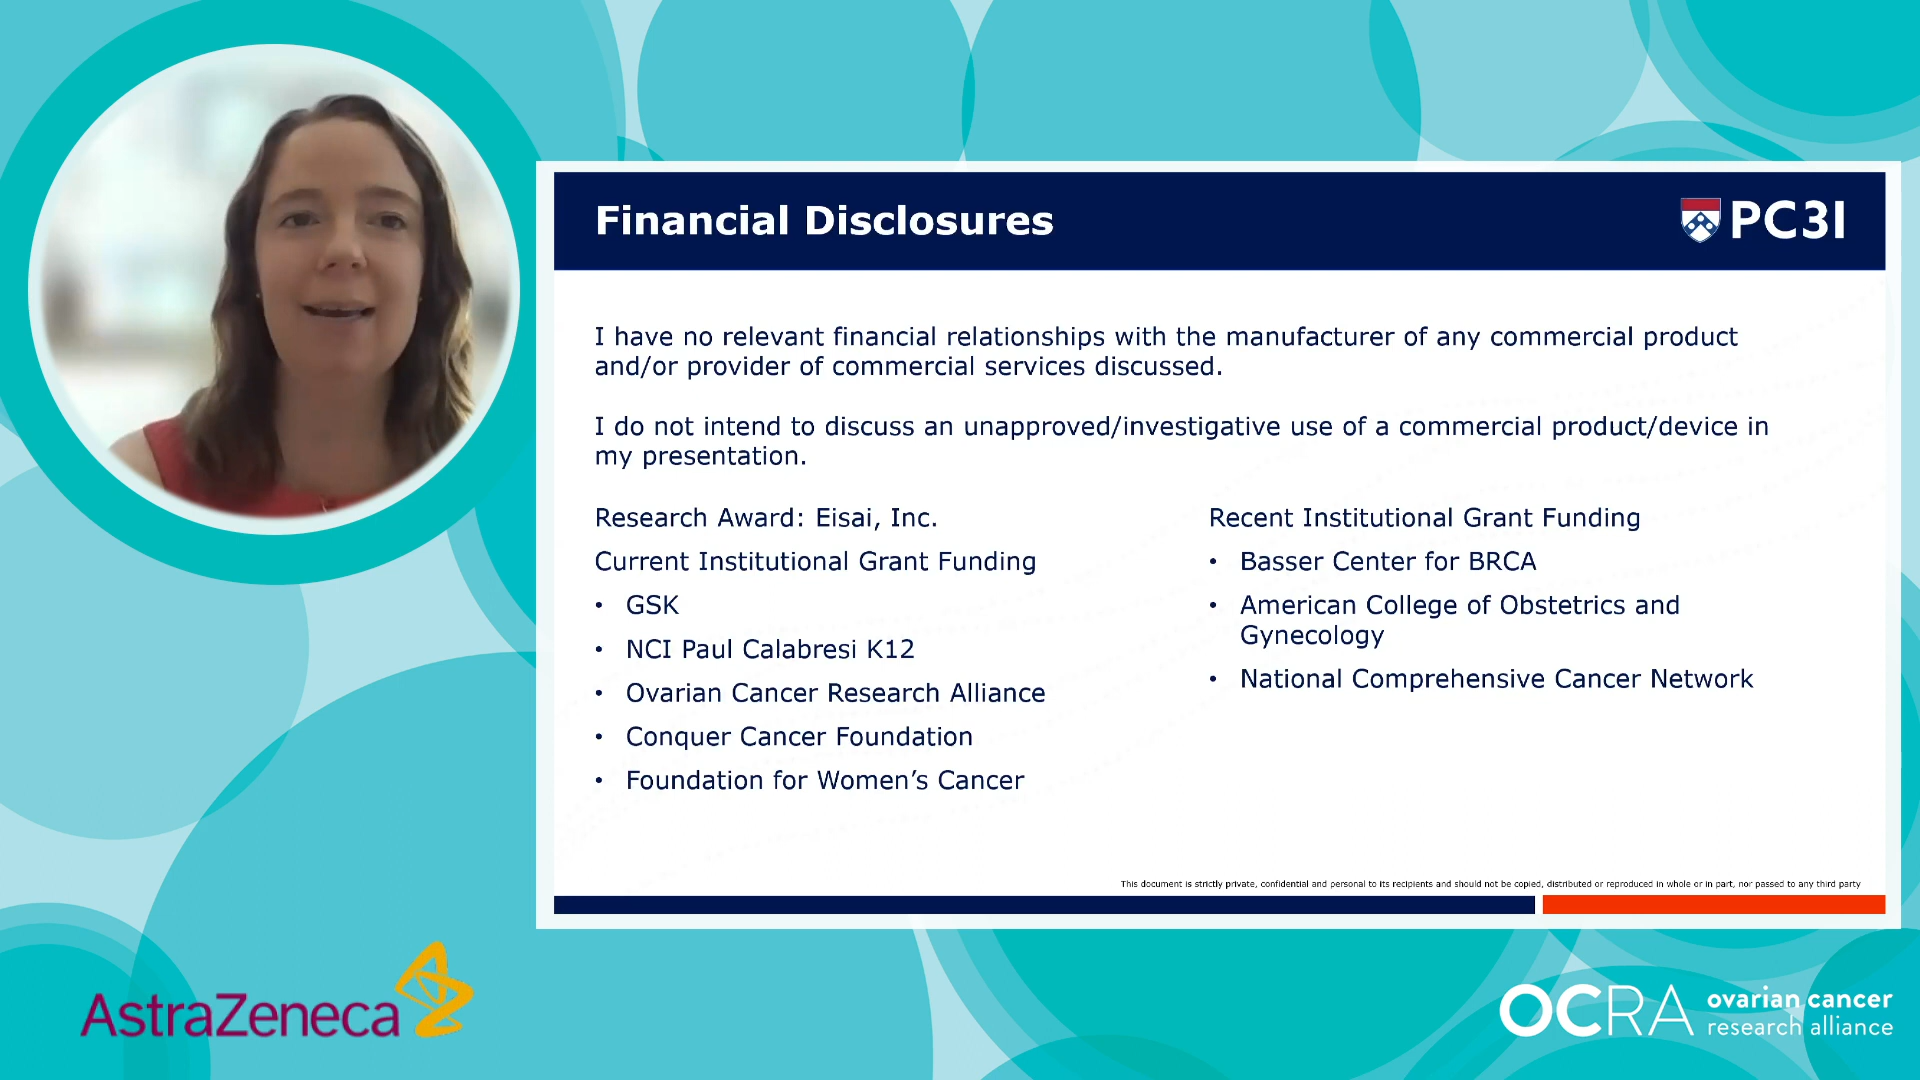 Financial Disclosures
PC3I
I have no relevant financial relationships with the manufacturer of any commercial product
and/or provider of commercial services discussed.
I do not intend to discuss an unapproved/investigative use of a commercial product/device in
my presentation.
Research Award: Eisai, Inc.
Current Institutional Grant Funding
• GSK
• NCI Paul Calabresi K12
• Ovarian Cancer Research Alliance
• Conquer Cancer Foundation
• Foundation for Women’s Cancer
Recent Institutional Grant Funding
• Basser Center for BRCA
• American College of Obstetrics and
Gynecology
• National Comprehensive Cancer Network
This document is strictly private, confidential and personal to its recipients and should not be copied, distributed or reproduced in whole or in part, nor passed to any third party
AstraZeneca
OCRA
ovarian cancer
research alliance